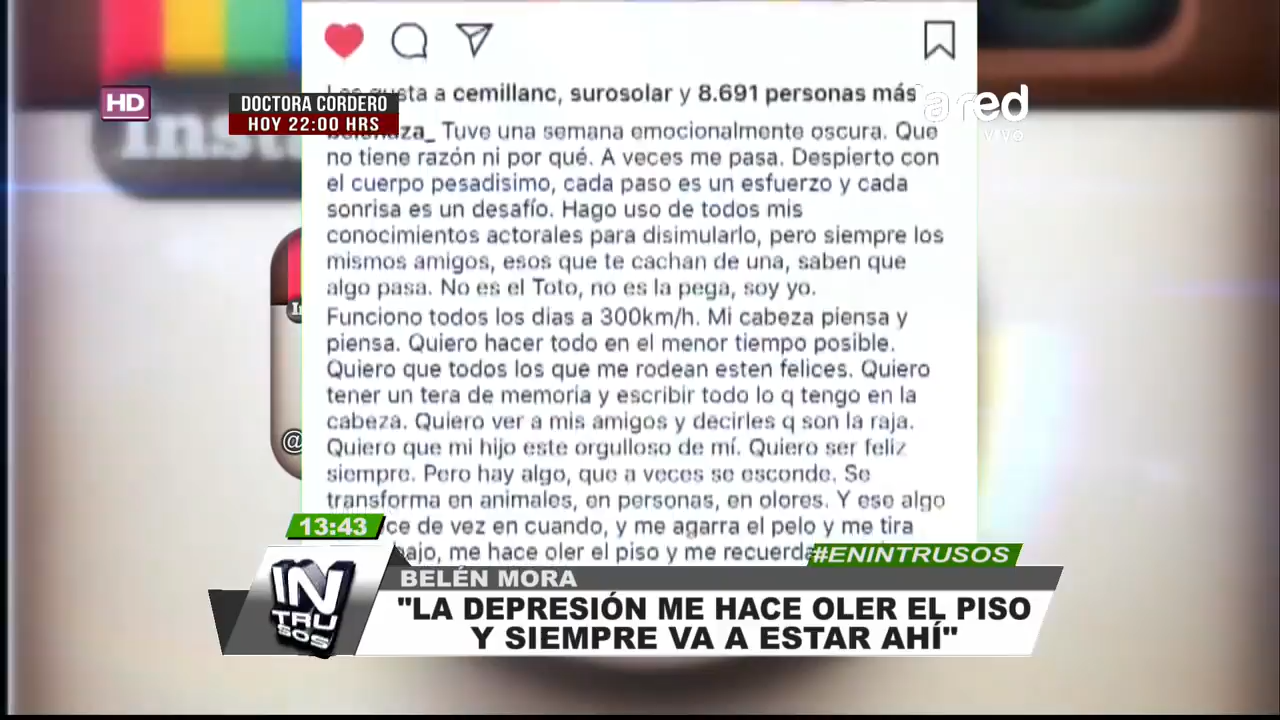 HD
DOCTORA CORDERO
HOY 22:00 HRS
Insta
la red
VIVO
gusta a cemillanc, surosolar y 8.691 personas más
Tuve una semana emocionalmente oscura. Que
no tiene razón ni por qué. A veces me pasa. Despierto con
el cuerpo pesadisimo, cada paso es un esfuerzo y cada
sonrisa es un desafío. Hago uso de todos mis
conocimientos actorales para disimularlo, pero siempre los
mismos amigos, esos que te cachan de una, saben que
algo pasa. No es el Toto, no es la pega, soy yo.
Funciono todos los dias a 300km/h. Mi cabeza piensa y
piensa. Quiero hacer todo en el menor tiempo posible.
Quiero que todos los que me rodean esten felices. Quiero
tener un tera de memoria y escribir todo lo q tengo en la
cabeza. Quiero ver a mis amigos y decirles q son la raja.
Quiero que mi hijo este orgulloso de mí. Quiero ser feliz
siempre. Pero hay algo, que a veces se esconde. Se
transforma en animales, en personas, en olores. Y ese algo
de vez en cuando, y me agarra el pelo y me tira
me hace oler el piso y me recuerda
@
13:43
#ENINTRUSOS
INTRUSOS
BELÉN MORA
"LA DEPRESIÓN ME HACE OLER EL PISO
Y SIEMPRE VA A ESTAR AHÍ"